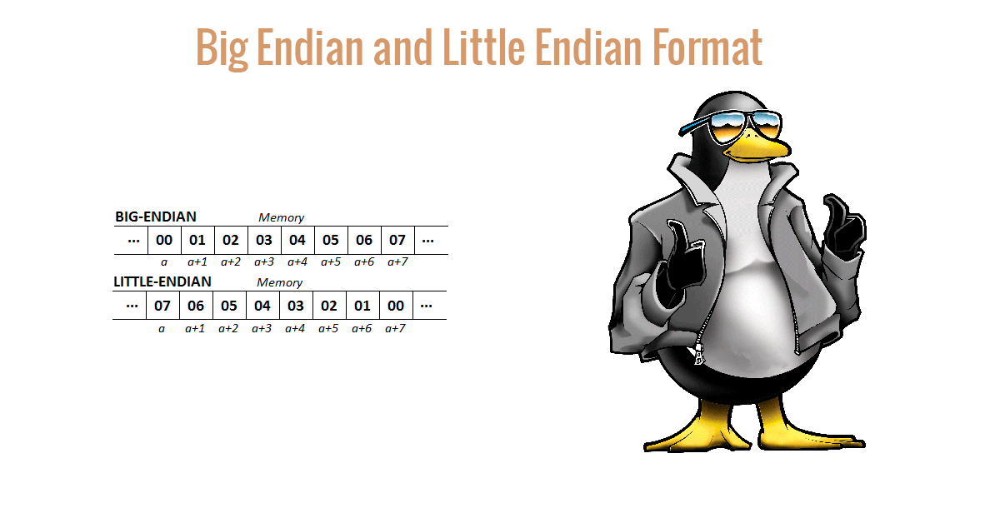 Big Endian and Little Endian Format
BIG-ENDIAN Memory
... 00 01 02 03 04 05 06 07 ...
a a+1 a+2 a+3 a+4 a+5 a+6 a+7
LITTLE-ENDIAN Memory
... 07 06 05 04 03 02 01 00 ...
a a+1 a+2 a+3 a+4 a+5 a+6 a+7